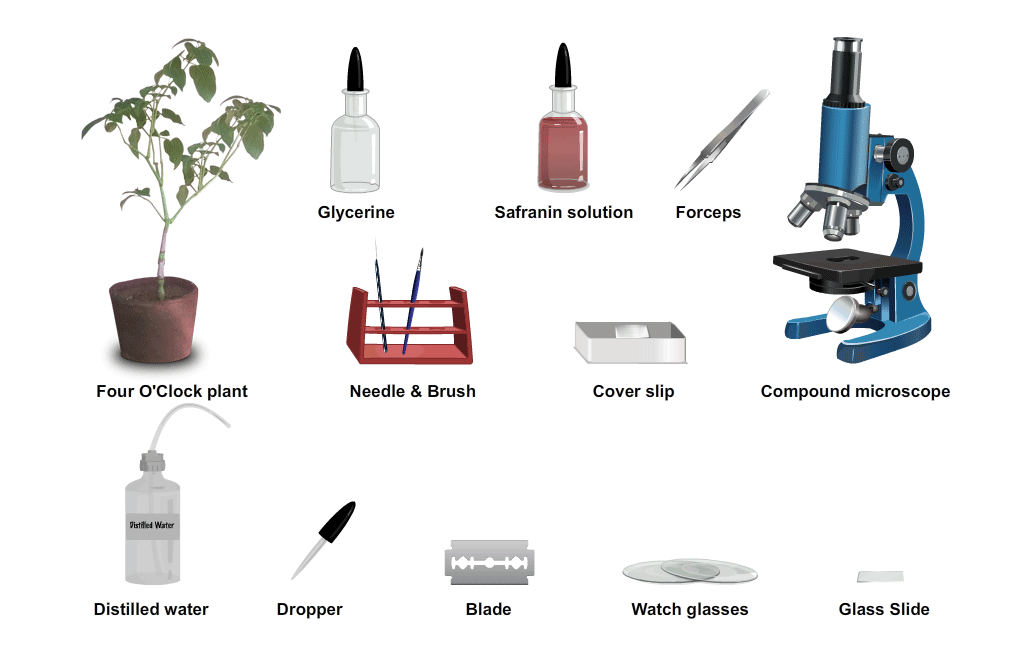 Glycerine
Safranin solution
Forceps
Four O'Clock plant
Needle & Brush
Cover slip
Compound microscope
Distilled Water
Distilled water
Dropper
Blade
Watch glasses
Glass Slide